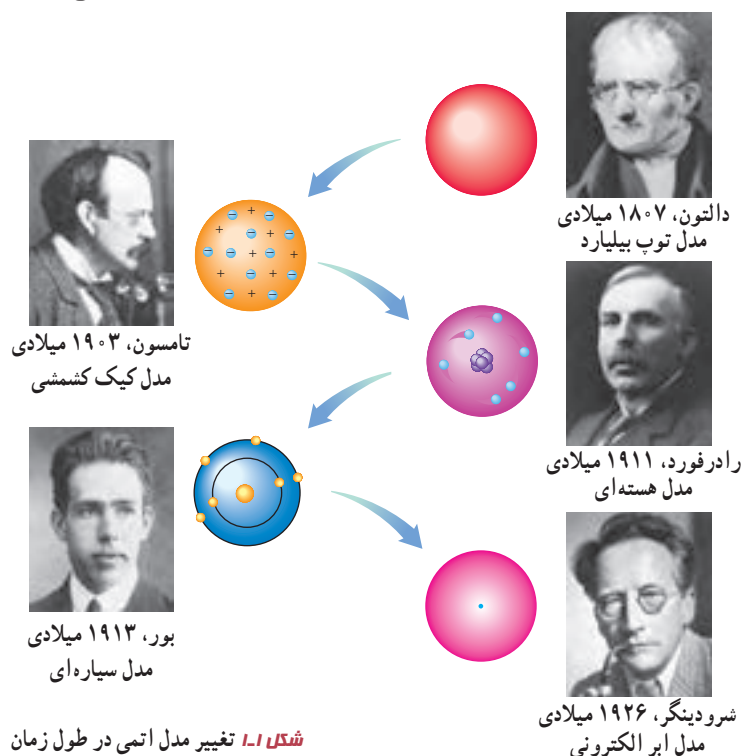 دالتون، ۱۸۰۷ میلادی
مدل توپ بیلیارد
تامسون، ۱۹۰۳ میلادی
مدل کیک کشمشی
رادرفورد، ۱۹۱۱ میلادی
مدل هسته‌ای
بور، ۱۹۱۳ میلادی
مدل سیاره‌ای
شرودینگر، ۱۹۲۶ میلادی
مدل ابر الکترونی
شکل ۱ـ۱ تغییر مدل اتمی در طول زمان